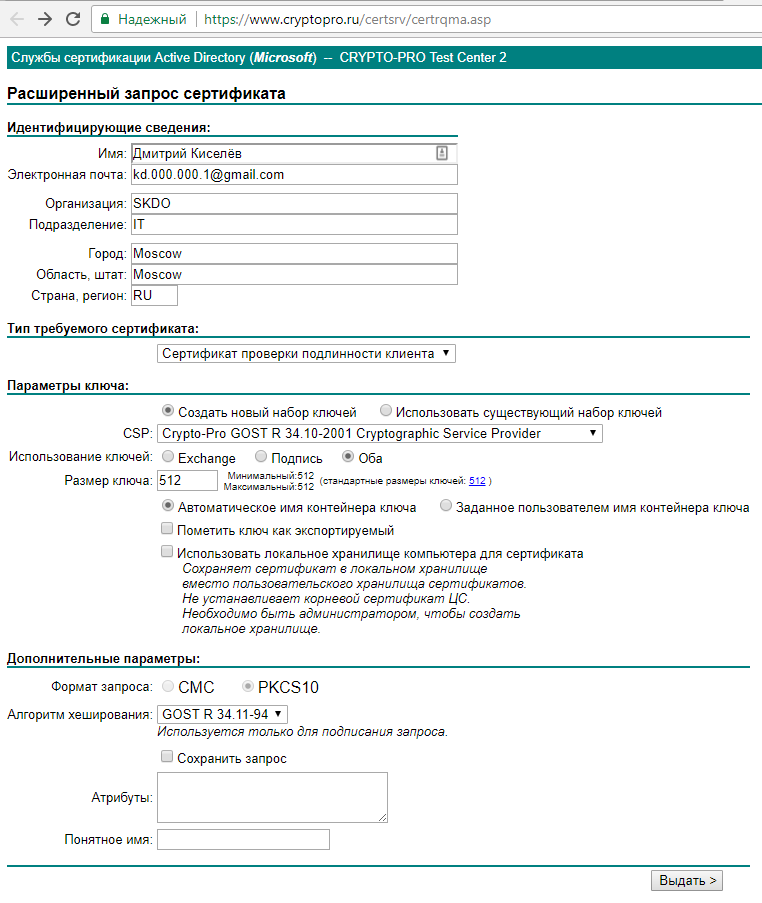 Надежный https://www.cryptopro.ru/certsrv/certrqma.asp
Службы сертификации Active Directory (Microsoft) -- CRYPTO-PRO Test Center 2
Расширенный запрос сертификата
Идентифицирующие сведения:
Имя: Дмитрий Киселёв
Электронная почта: kd.000.000.1@gmail.com
Организация: SKDO
Подразделение: IT
Город: Moscow
Область, штат: Moscow
Страна, регион: RU
Тип требуемого сертификата:
Сертификат проверки подлинности клиента
Параметры ключа:
Создать новый набор ключей Использовать существующий набор ключей
CSP: Crypto-Pro GOST R 34.10-2001 Cryptographic Service Provider
Использование ключей: Exchange Подпись Оба
Размер ключа: 512 Минимальный:512 (стандартные размеры ключей: 512 )
Максимальный:512
Автоматическое имя контейнера ключа Заданное пользователем имя контейнера ключа
Пометить ключ как экспортируемый
Использовать локальное хранилище компьютера для сертификата
Сохраняет сертификат в локальном хранилище
вместо пользовательского хранилища сертификатов.
Не устанавливает корневой сертификат ЦС.
Необходимо быть администратором, чтобы создать
локальное хранилище.
Дополнительные параметры:
Формат запроса: CMC PKCS10
Алгоритм хеширования: GOST R 34.11-94
Используется только для подписания запроса.
Сохранить запрос
Атрибуты:
Понятное имя:
Выдать >